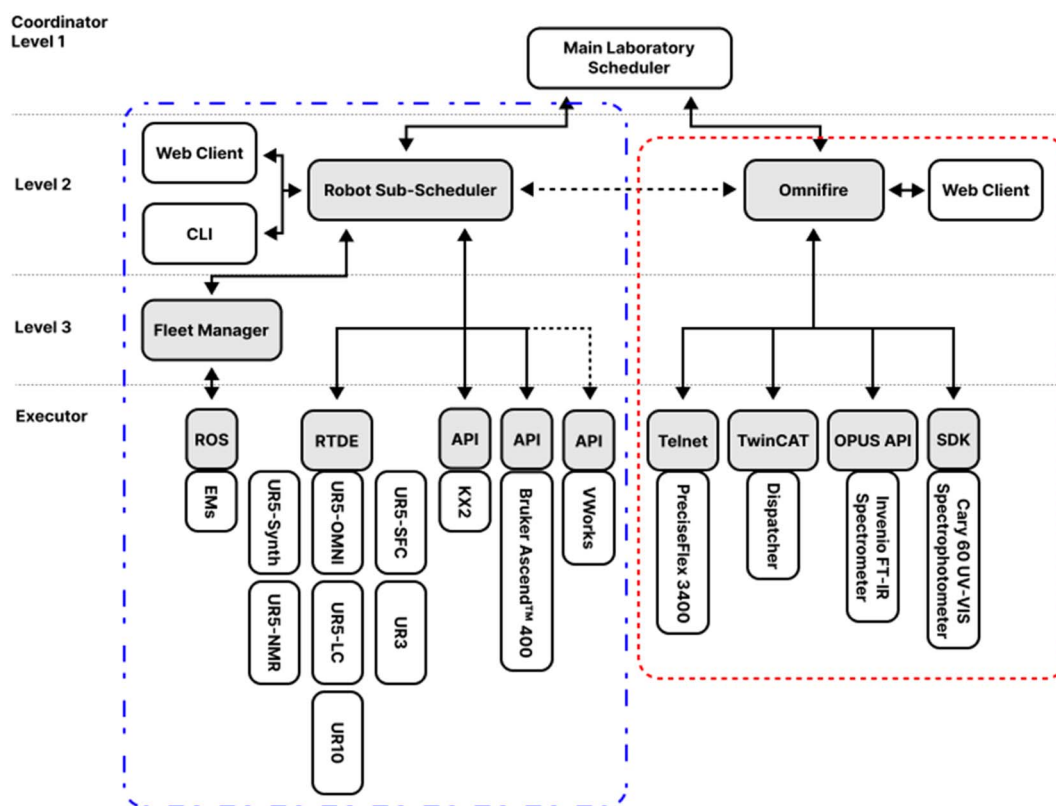 Coordinator
Level 1
Main Laboratory
Scheduler
Level 2
Web Client
CLI
Robot Sub-Scheduler
Omnifire
Web Client
Level 3
Fleet Manager
Executor
ROS
RTDE
API
API
API
Telnet
TwinCAT
OPUS API
SDK
EMs
UR5-Synth
UR5-OMNI
UR5-SFC
KX2
Bruker Ascend™ 400
VWorks
PreciseFlex 3400
Dispatcher
Invenio FT-IR
Spectrometer
Cary 60 UV-VIS
Spectrophotometer
UR5-NMR
UR5-LC
UR3
UR10